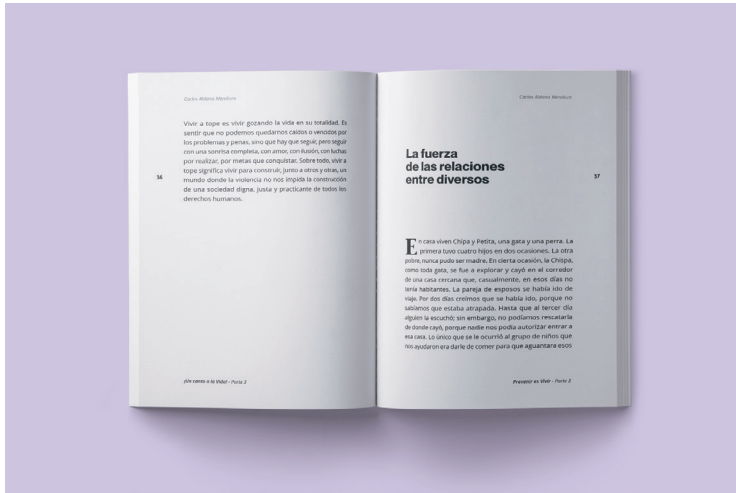 Carlos Aldana Mendoza
Vivir a tope es vivir gozando la vida en su totalidad. Es
sentir que no podemos quedarnos caídos o vencidos por
los problemas y penas, sino que hay que seguir, pero seguir
con una sonrisa completa, con amor, con ilusión, con luchas
por realizar, por metas que conquistar. Sobre todo, vivir a
tope significa vivir para construir, junto a otros y otras, un
mundo donde la violencia no nos impida la construcción
de una sociedad digna, justa y practicante de todos los
derechos humanos.
36
¡Un canto a la Vida! - Parte 2
Carlos Aldana Mendoza
La fuerza
de las relaciones
entre diversos
37
En casa viven Chipa y Petita, una gata y una perra. La
primera tuvo cuatro hijos en dos ocasiones. La otra
pobre, nunca pudo ser madre. En cierta ocasión, la Chispa,
como toda gata, se fue a explorar y cayó en el corredor
de una casa cercana que, casualmente, en esos días no
tenía habitantes. La pareja de esposos se había ido de
viaje. Por dos días creímos que se había ido, porque no
sabíamos que estaba atrapada. Hasta que al tercer día
alguien la escuchó; sin embargo, no podíamos rescatarla
de donde cayó, porque nadie nos podía autorizar entrar a
esa casa. Lo único que se le ocurrió al grupo de niños que
nos ayudaron era darle de comer para que aguantara esos
Prevenir es Vivir - Parte 2